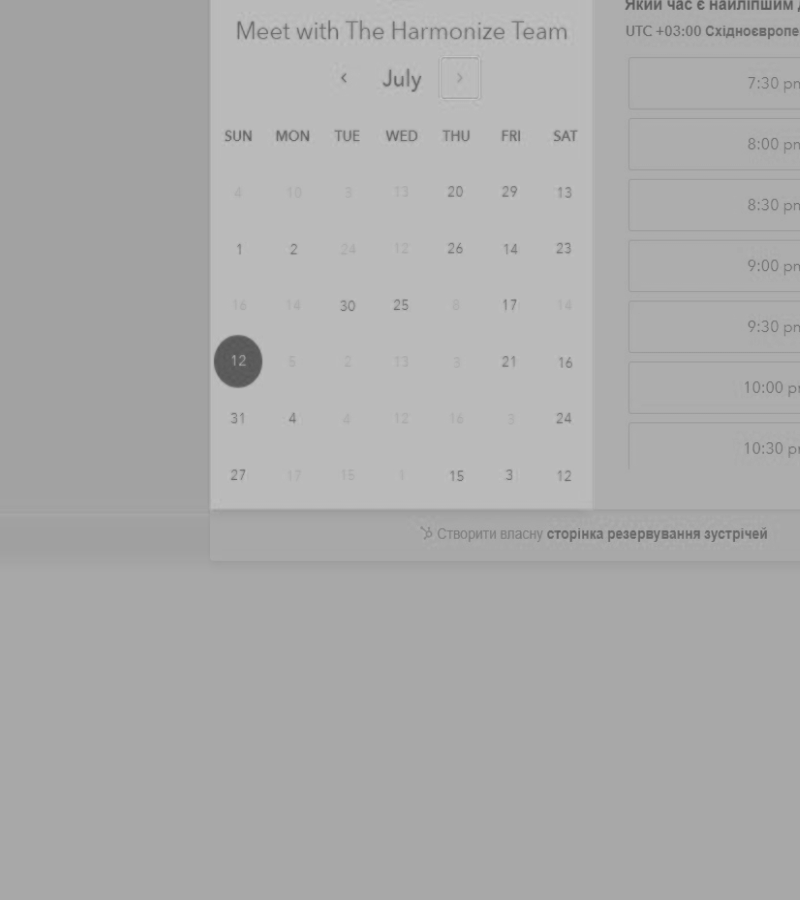 Meet with The Harmonize Team
July
SUN MON TUE WED THU FRI SAT
4 10 3 13 20 29 13
1 2 24 12 26 14 23
16 14 30 25 8 17 14
12 5 2 13 3 21 16
31 4 4 12 16 3 24
27 17 15 1 15 3 12
Який час є найліпшим
UTC +03:00 Східноєвропе
7:30 pm
8:00 pm
8:30 pm
9:00 pm
9:30 pm
10:00 pm
10:30 pm
Створити власну сторінка резервування зустрічей